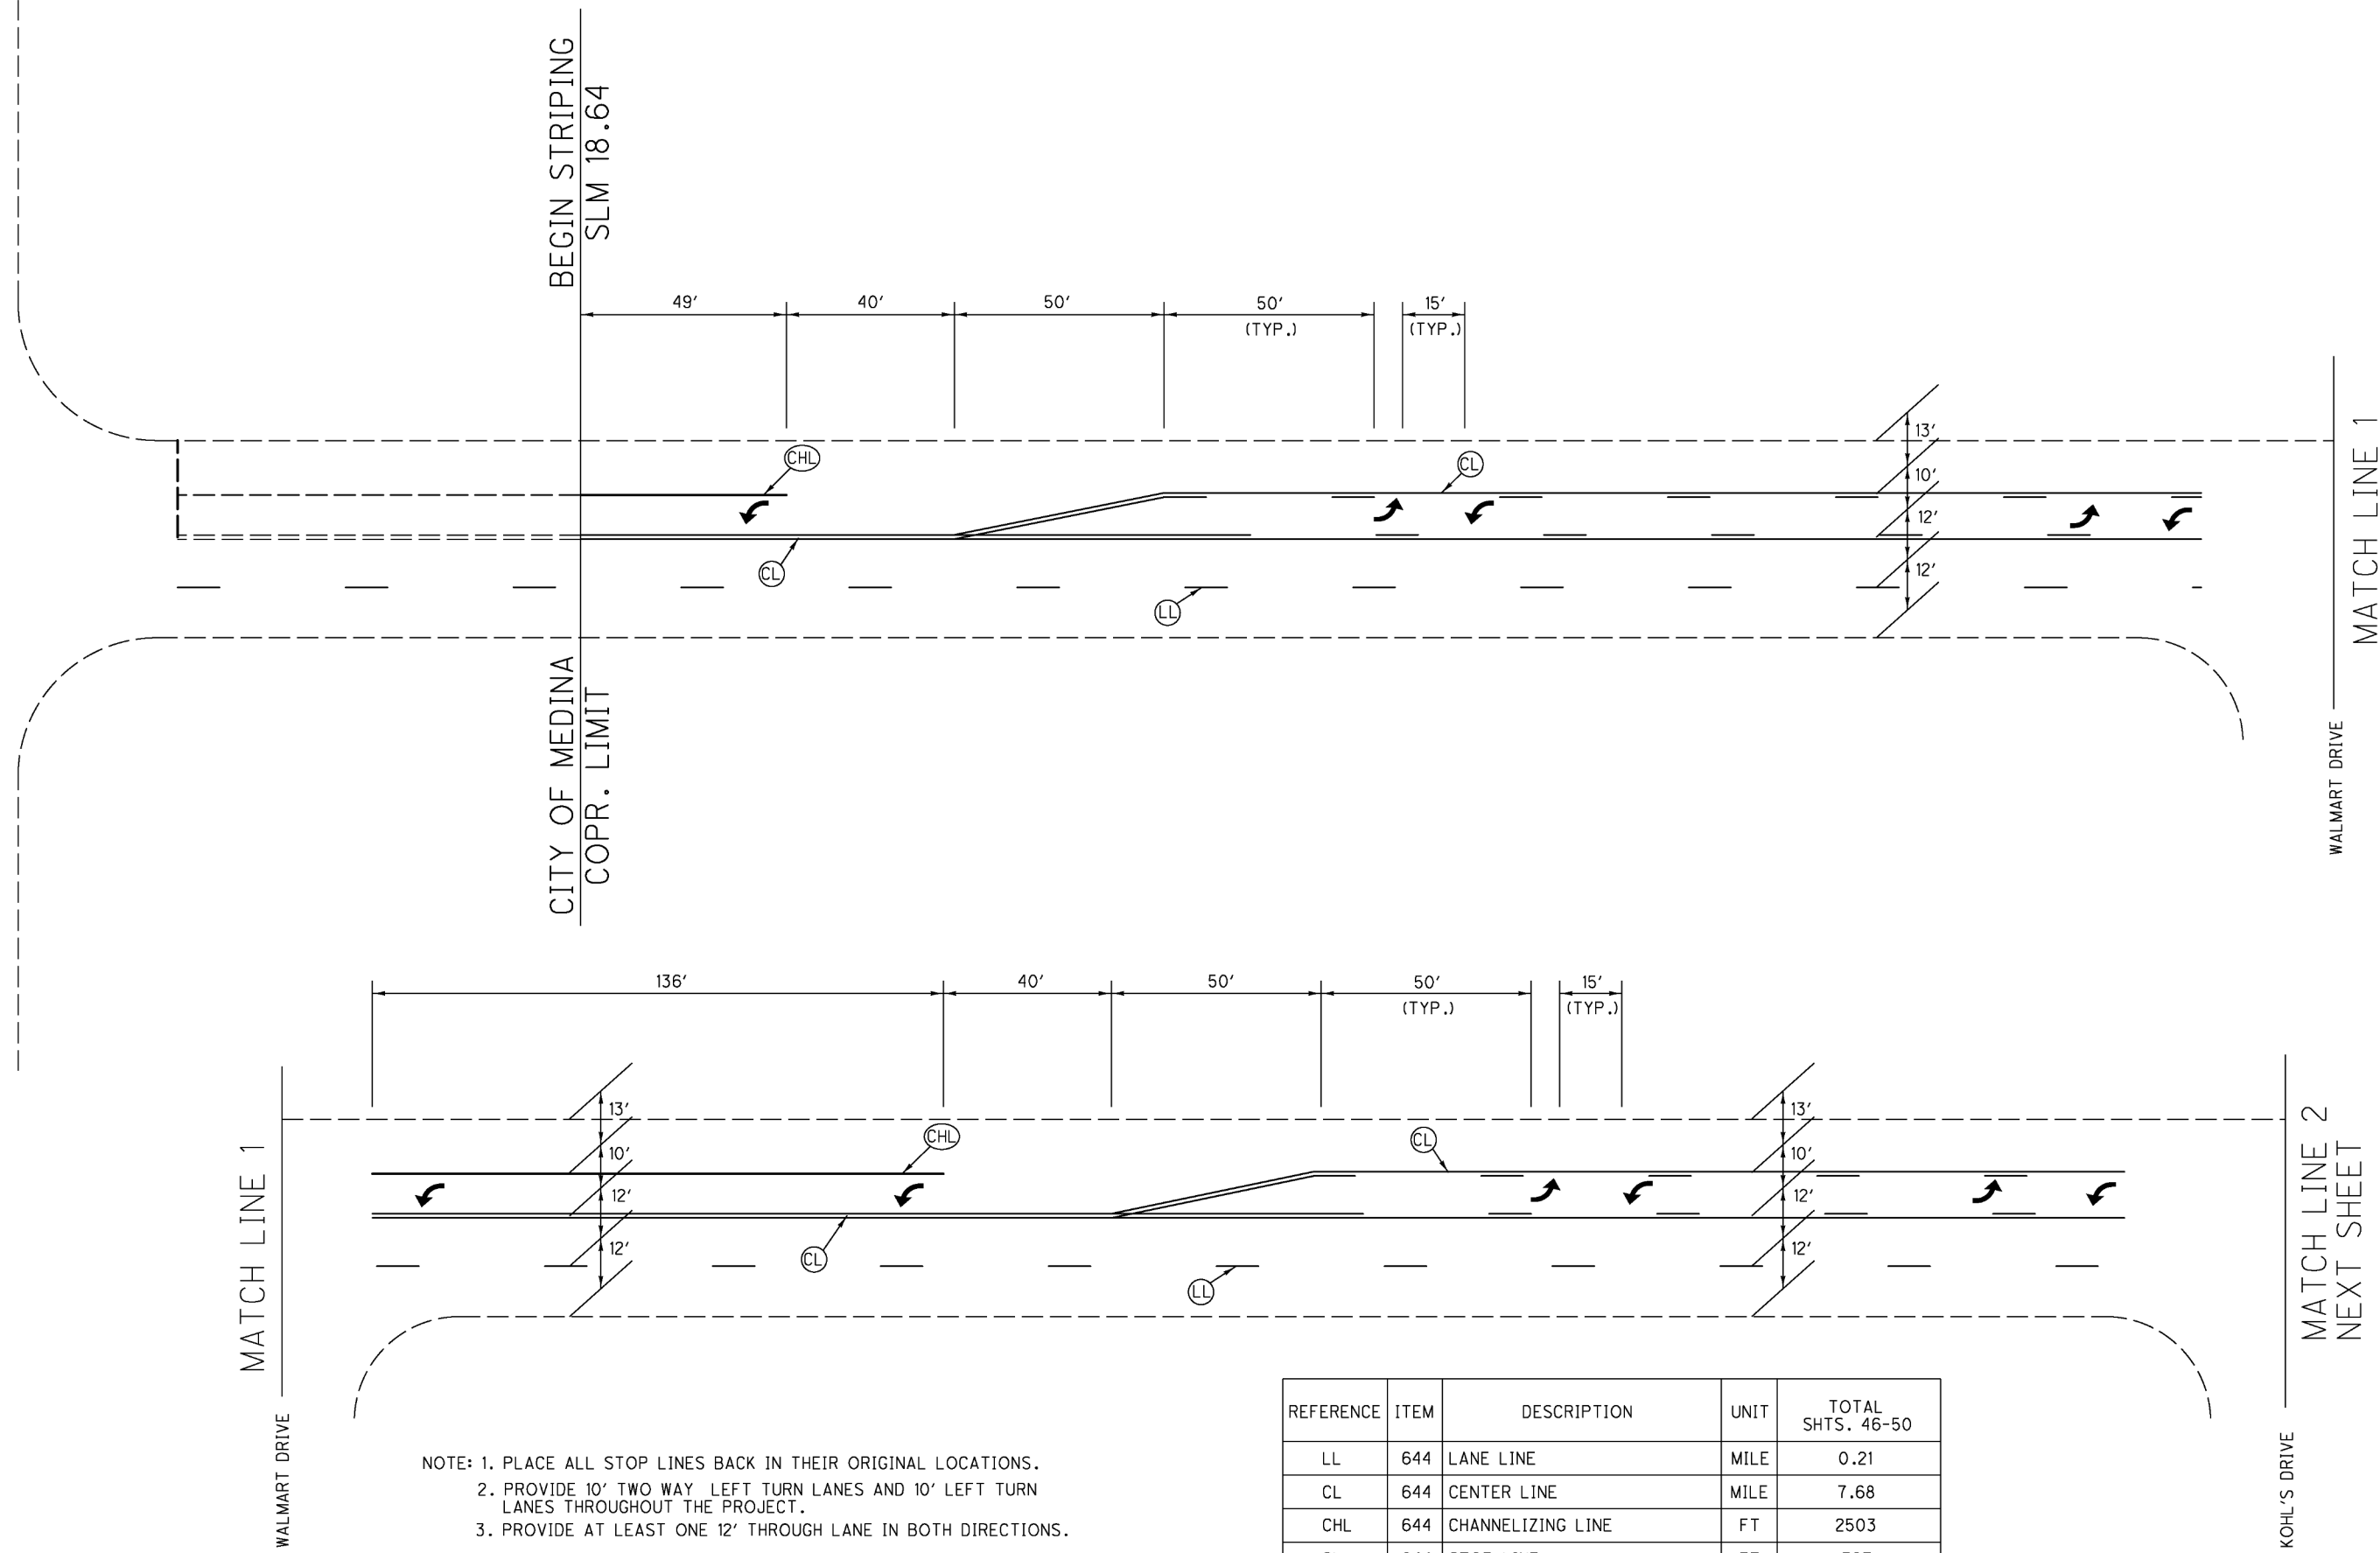 BEGIN STRIPING
SLM 18.64
49'
40'
50'
50'
(TYP.)
15'
(TYP.)
CHL
CL
CL
LL
13'
10'
12'
12'
MATCH LINE 1
WALMART DRIVE
CITY OF MEDINA
COPR. LIMIT
136'
40'
50'
50'
(TYP.)
15'
(TYP.)
MATCH LINE 1
WALMART DRIVE
13'
10'
12'
12'
CHL
CL
CL
LL
13'
10'
12'
12'
MATCH LINE 2
NEXT SHEET
KOHL'S DRIVE
NOTE: 1. PLACE ALL STOP LINES BACK IN THEIR ORIGINAL LOCATIONS.
2. PROVIDE 10' TWO WAY LEFT TURN LANES AND 10' LEFT TURN
LANES THROUGHOUT THE PROJECT.
3. PROVIDE AT LEAST ONE 12' THROUGH LANE IN BOTH DIRECTIONS.
REFERENCE ITEM DESCRIPTION UNIT TOTAL SHTS. 46-50
LL 644 LANE LINE MILE 0.21
CL 644 CENTER LINE MILE 7.68
CHL 644 CHANNELIZING LINE FT 2503